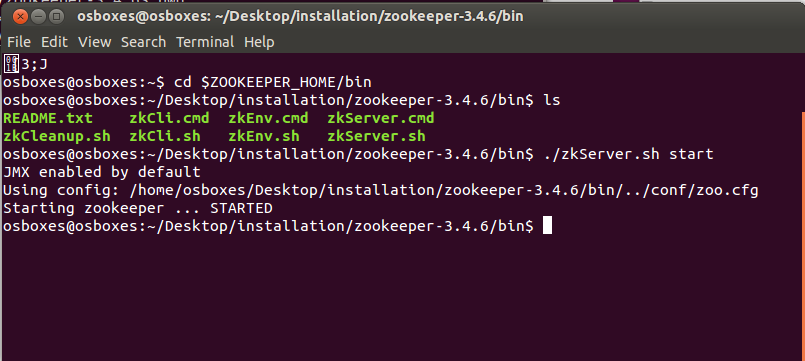 osboxes@osboxes: ~/Desktop/installation/zookeeper-3.4.6/bin
File Edit View Search Terminal Help
3;J
osboxes@osboxes:~$ cd $ZOOKEEPER_HOME/bin
osboxes@osboxes:~/Desktop/installation/zookeeper-3.4.6/bin$ ls
README.txt zkCli.cmd zkEnv.cmd zkServer.cmd
zkCleanup.sh zkCli.sh zkEnv.sh zkServer.sh
osboxes@osboxes:~/Desktop/installation/zookeeper-3.4.6/bin$ ./zkServer.sh start
JMX enabled by default
Using config: /home/osboxes/Desktop/installation/zookeeper-3.4.6/bin/../conf/zoo.cfg
Starting zookeeper ... STARTED
osboxes@osboxes:~/Desktop/installation/zookeeper-3.4.6/bin$